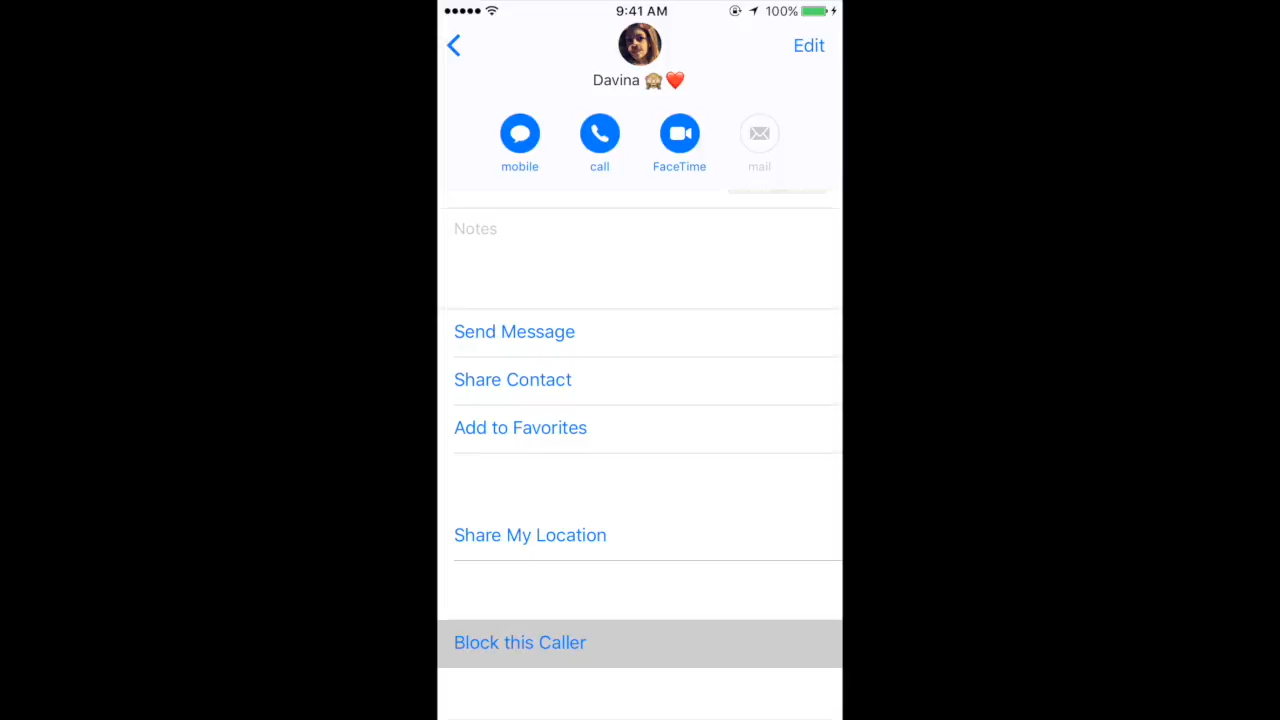 9:41 AM 100%
Edit
Davina 🙈❤️
mobile call FaceTime mail
Notes
Send Message
Share Contact
Add to Favorites
Share My Location
Block this Caller